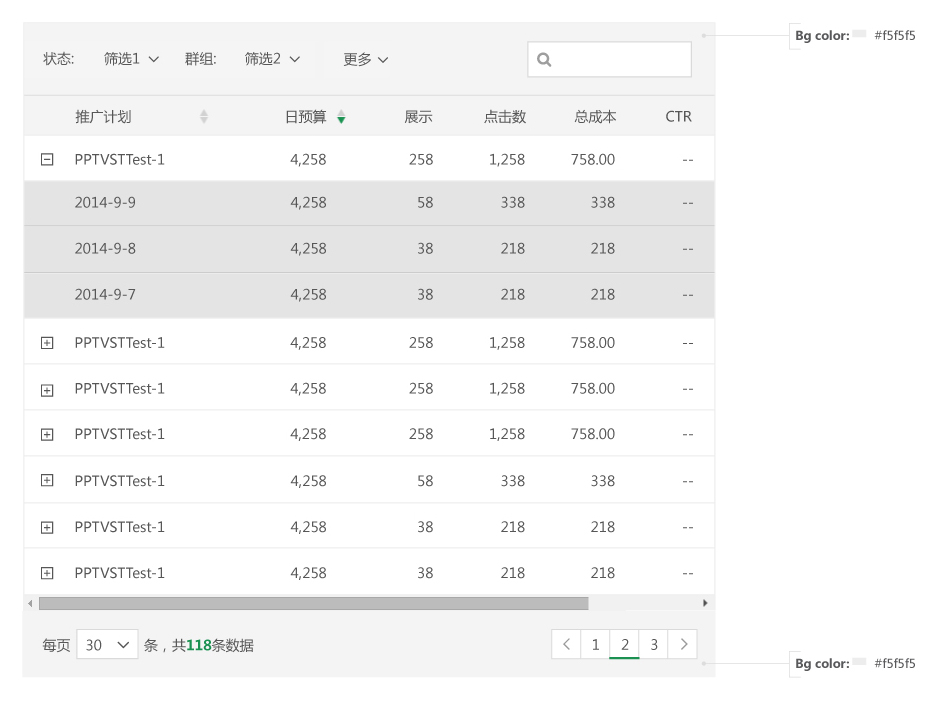 Bg color: #f5f5f5
状态: 筛选1 群组: 筛选2 更多
推广计划 日预算 展示 点击数 总成本 CTR
PPTVSTTest-1 4,258 258 1,258 758.00 --
2014-9-9 4,258 58 338 338 --
2014-9-8 4,258 38 218 218 --
2014-9-7 4,258 38 218 218 --
PPTVSTTest-1 4,258 258 1,258 758.00 --
PPTVSTTest-1 4,258 258 1,258 758.00 --
PPTVSTTest-1 4,258 258 1,258 758.00 --
PPTVSTTest-1 4,258 58 338 338 --
PPTVSTTest-1 4,258 38 218 218 --
PPTVSTTest-1 4,258 38 218 218 --
每页 30 条，共118条数据 1 2 3
Bg color: #f5f5f5